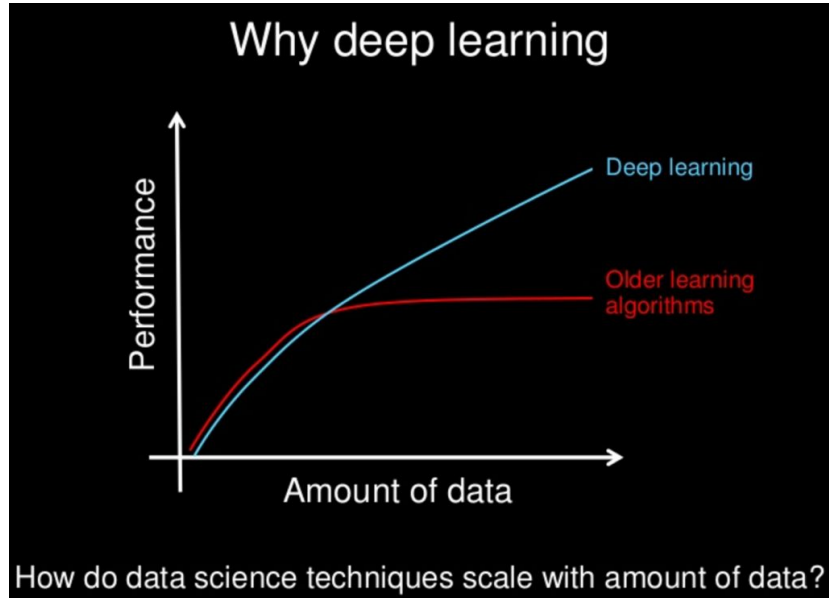 Why deep learning
Deep learning
Performance
Older learning
algorithms
Amount of data
How do data science techniques scale with amount of data?